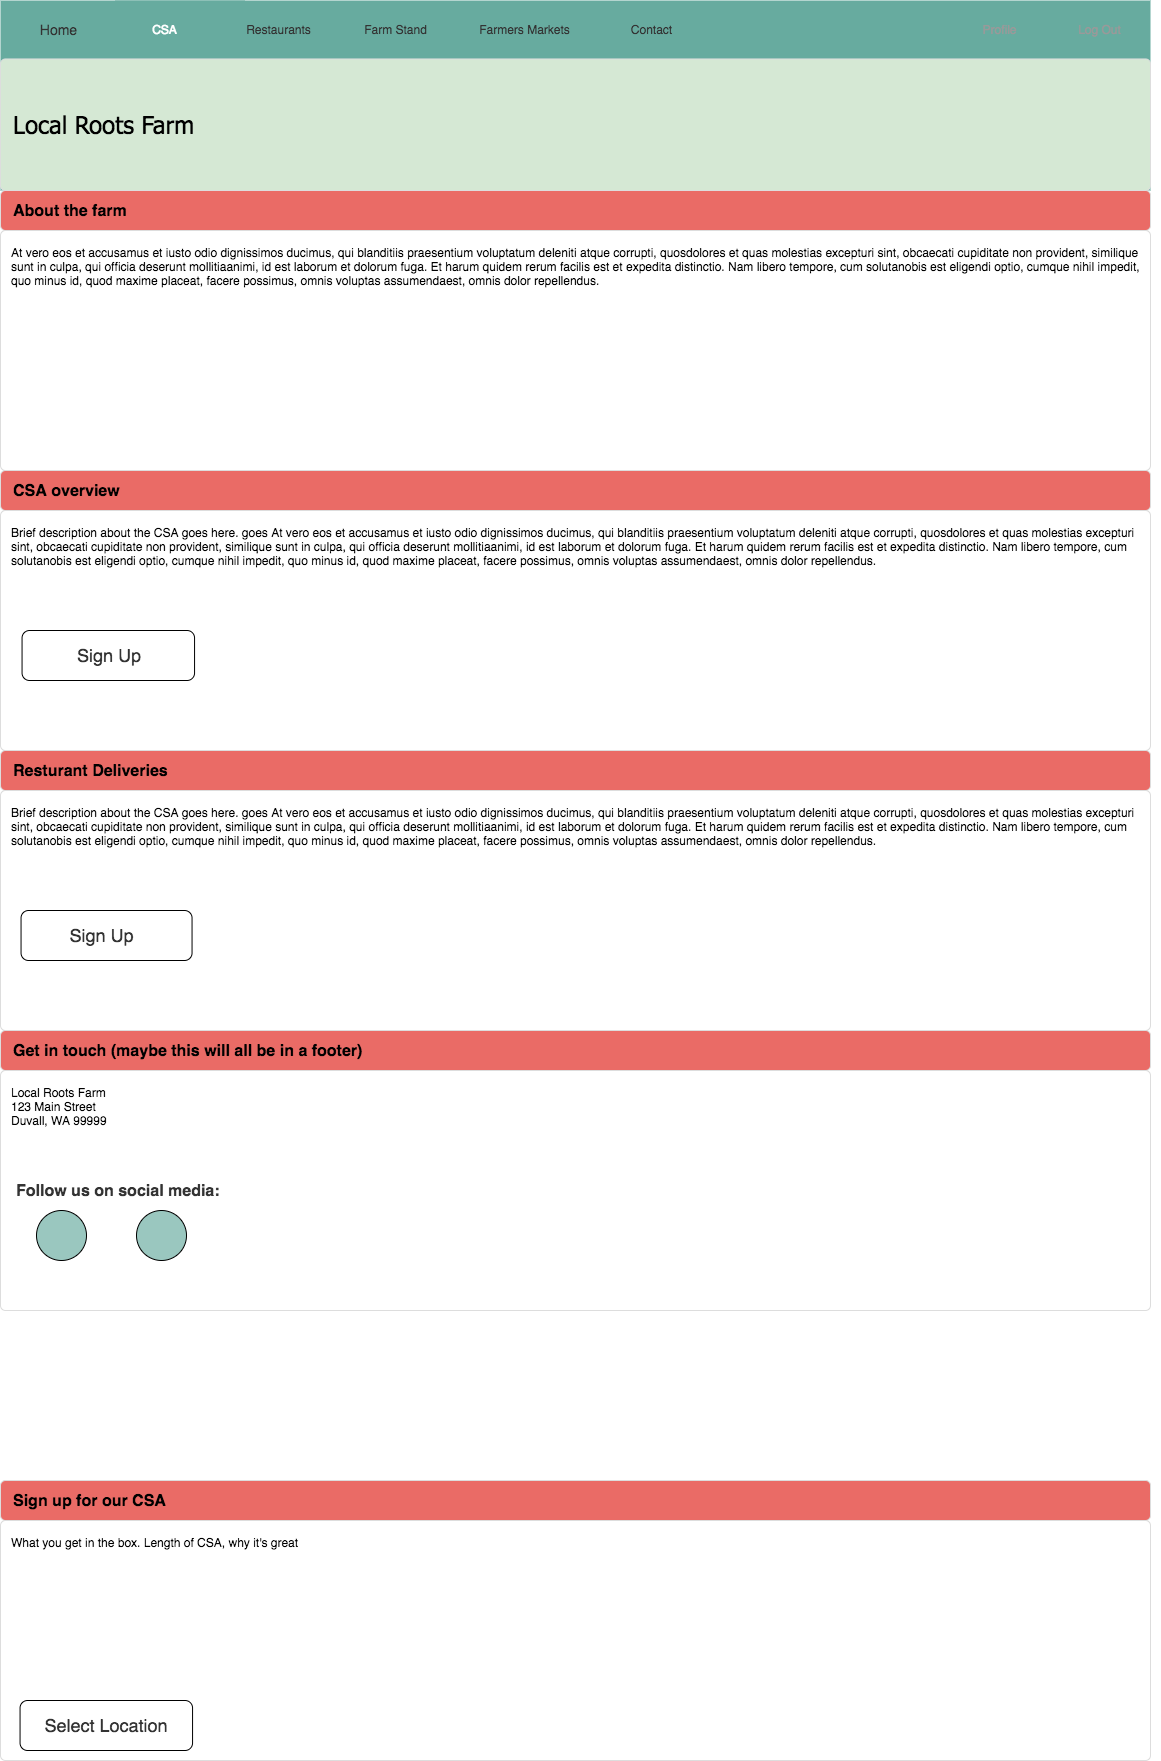 Home CSA Restaurants Farm Stand Farmers Markets Contact Profile Log Out
Local Roots Farm
About the farm
At vero eos et accusamus et iusto odio dignissimos ducimus, qui blanditiis praesentium voluptatum deleniti atque corrupti, quosdolores et quas molestias excepturi sint, obcaecati cupiditate non provident, similique
sunt in culpa, qui officia deserunt mollitiaanimi, id est laborum et dolorum fuga. Et harum quidem rerum facilis est et expedita distinctio. Nam libero tempore, cum solutanobis est eligendi optio, cumque nihil impedit,
quo minus id, quod maxime placeat, facere possimus, omnis voluptas assumendaest, omnis dolor repellendus.
CSA overview
Brief description about the CSA goes here. goes At vero eos et accusamus et iusto odio dignissimos ducimus, qui blanditiis praesentium voluptatum deleniti atque corrupti, quosdolores et quas molestias excepturi
sint, obcaecati cupiditate non provident, similique sunt in culpa, qui officia deserunt mollitiaanimi, id est laborum et dolorum fuga. Et harum quidem rerum facilis est et expedita distinctio. Nam libero tempore, cum
solutanobis est eligendi optio, cumque nihil impedit, quo minus id, quod maxime placeat, facere possimus, omnis voluptas assumendaest, omnis dolor repellendus.
Sign Up
Resturant Deliveries
Brief description about the CSA goes here. goes At vero eos et accusamus et iusto odio dignissimos ducimus, qui blanditiis praesentium voluptatum deleniti atque corrupti, quosdolores et quas molestias excepturi
sint, obcaecati cupiditate non provident, similique sunt in culpa, qui officia deserunt mollitiaanimi, id est laborum et dolorum fuga. Et harum quidem rerum facilis est et expedita distinctio. Nam libero tempore, cum
solutanobis est eligendi optio, cumque nihil impedit, quo minus id, quod maxime placeat, facere possimus, omnis voluptas assumendaest, omnis dolor repellendus.
Sign Up
Get in touch (maybe this will all be in a footer)
Local Roots Farm
123 Main Street
Duvall, WA 99999
Follow us on social media:
Sign up for our CSA
What you get in the box. Length of CSA, why it's great
Select Location